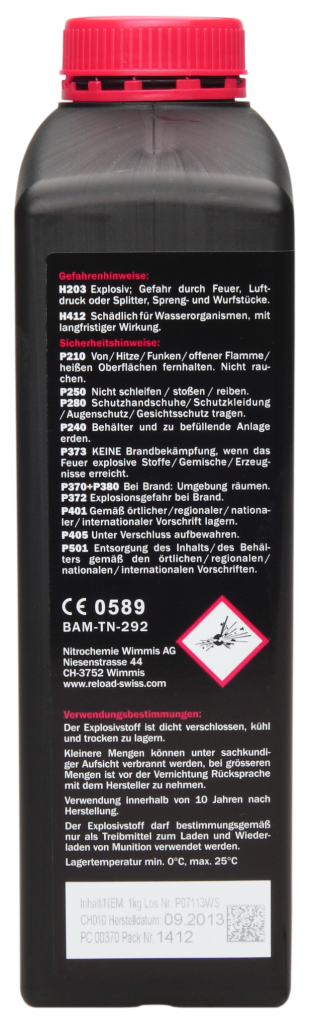 Gefahrenhinweise:
H203 Explosiv; Gefahr durch Feuer, Luft-
druck oder Splitter, Spreng- und Wurfstücke.
H412 Schädlich für Wasserorganismen, mit
langfristiger Wirkung.
Sicherheitshinweise:
P210 Von/Hitze/Funken/offener Flamme/
heißen Oberflächen fernhalten. Nicht rau-
chen.
P250 Nicht schleifen / stoßen / reiben.
P280 Schutzhandschuhe/Schutzkleidung
/Augenschutz/Gesichtsschutz tragen.
P240 Behälter und zu befüllende Anlage
erden.
P373 KEINE Brandbekämpfung, wenn das
Feuer explosive Stoffe/Gemische/Erzeug-
nisse erreicht.
P370+P380 Bei Brand: Umgebung räumen.
P372 Explosionsgefahr bei Brand.
P401 Gemäß örtlicher/regionaler/nationa-
ler/internationaler Vorschrift lagern.
P405 Unter Verschluss aufbewahren.
P501 Entsorgung des Inhalts/des Behäl-
ters gemäß den örtlichen/regionalen/
nationalen/internationalen Vorschriften.
CE 0589
BAM-TN-292
Nitrochemie Wimmis AG
Niesenstrasse 44
CH-3752 Wimmis
www.reload-swiss.com
Verwendungsbestimmungen:
Der Explosivstoff ist dicht verschlossen, kühl
und trocken zu lagern.
Kleinere Mengen können unter sachkundi-
ger Aufsicht verbrannt werden, bei grösseren
Mengen ist vor der Vernichtung Rücksprache
mit dem Hersteller zu nehmen.
Verwendung innerhalb von 10 Jahren nach
Herstellung.
Der Explosivstoff darf bestimmungsgemäß
nur als Treibmittel zum Laden und Wieder-
laden von Munition verwendet werden.
Lagertemperatur min. 0°C, max. 25°C
Inhalt/NEM: 1kg Los Nr. P07113WS
CH010 Herstelldatum: 09.2013
PC 00370 Pack Nr. 1412